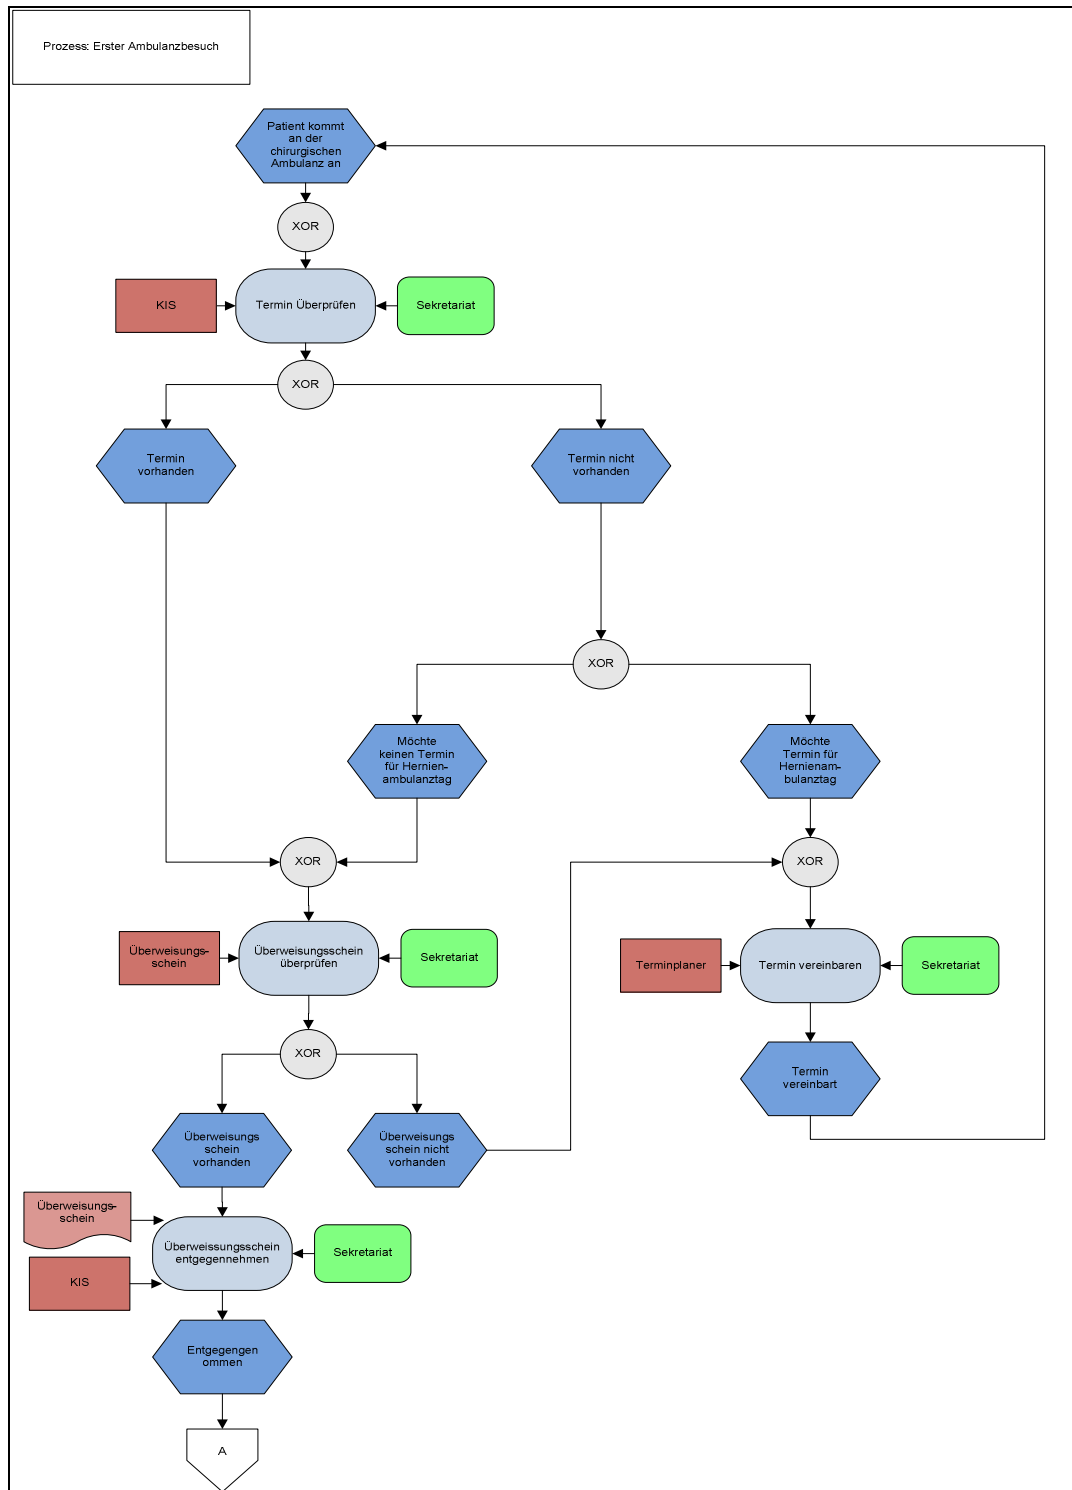 Prozess: Erster Ambulanzbesuch
Patient kommt
an der
chirurgischen
Ambulanz an
XOR
KIS
Termin Überprüfen
Sekretariat
XOR
Termin
vorhanden
Termin nicht
vorhanden
XOR
Möchte
keinen Termin
für Hernien-
ambulanztag
Möchte
Termin für
Hernienam-
bulanztag
XOR
XOR
Überweisungs-
schein
Überweisungsschein
überprüfen
Sekretariat
Terminplaner
Termin vereinbaren
Sekretariat
XOR
Termin
vereinbart
Überweisungs
schein
vorhanden
Überweisungs
schein nicht
vorhanden
Überweisungs-
schein
Überweissungsschein
entgegennehmen
Sekretariat
KIS
Entgegengen
ommen
A